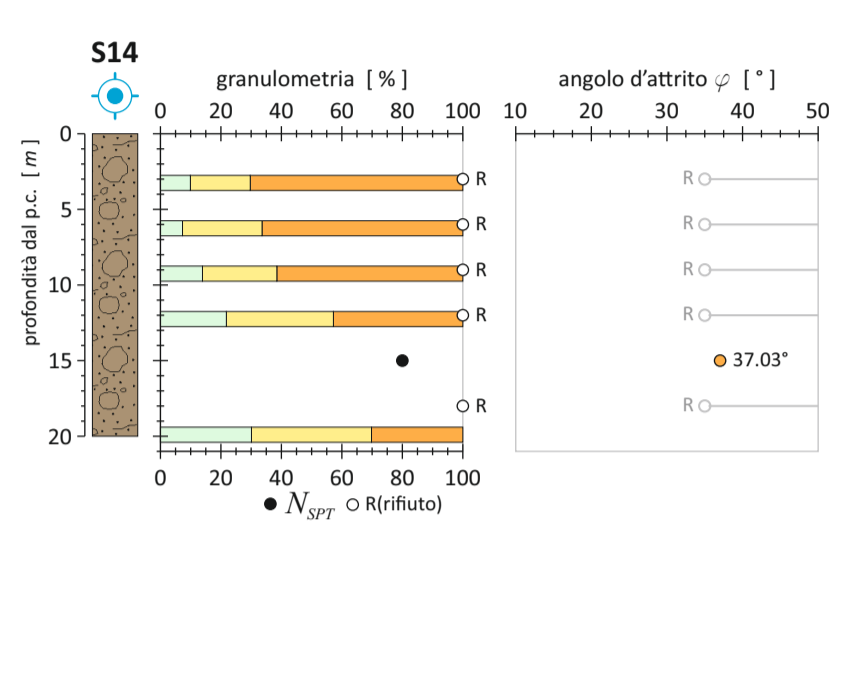 S14
granulometria [ % ]
angolo d'attrito φ [ ° ]
0 20 40 60 80 100
10 20 30 40 50
profondità dal p.c. [ m ]
0
5
10
15
20
R
R
R
R
R
R
R
R
R
37.03°
R
0 20 40 60 80 100
N SPT R(rifiuto)